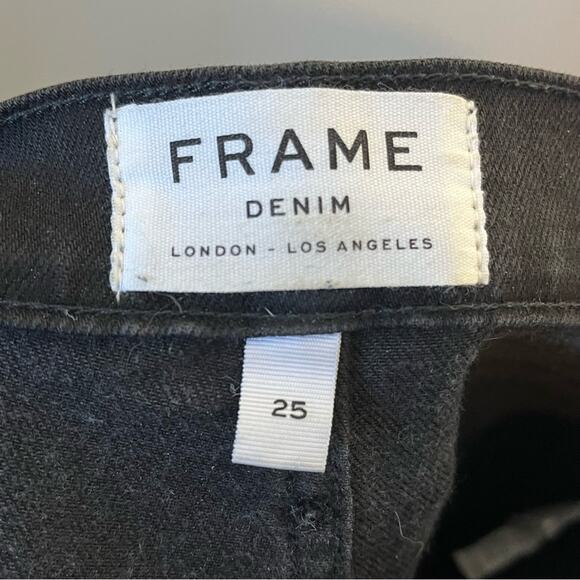 FRAME
DENIM
LONDON - LOS ANGELES
25